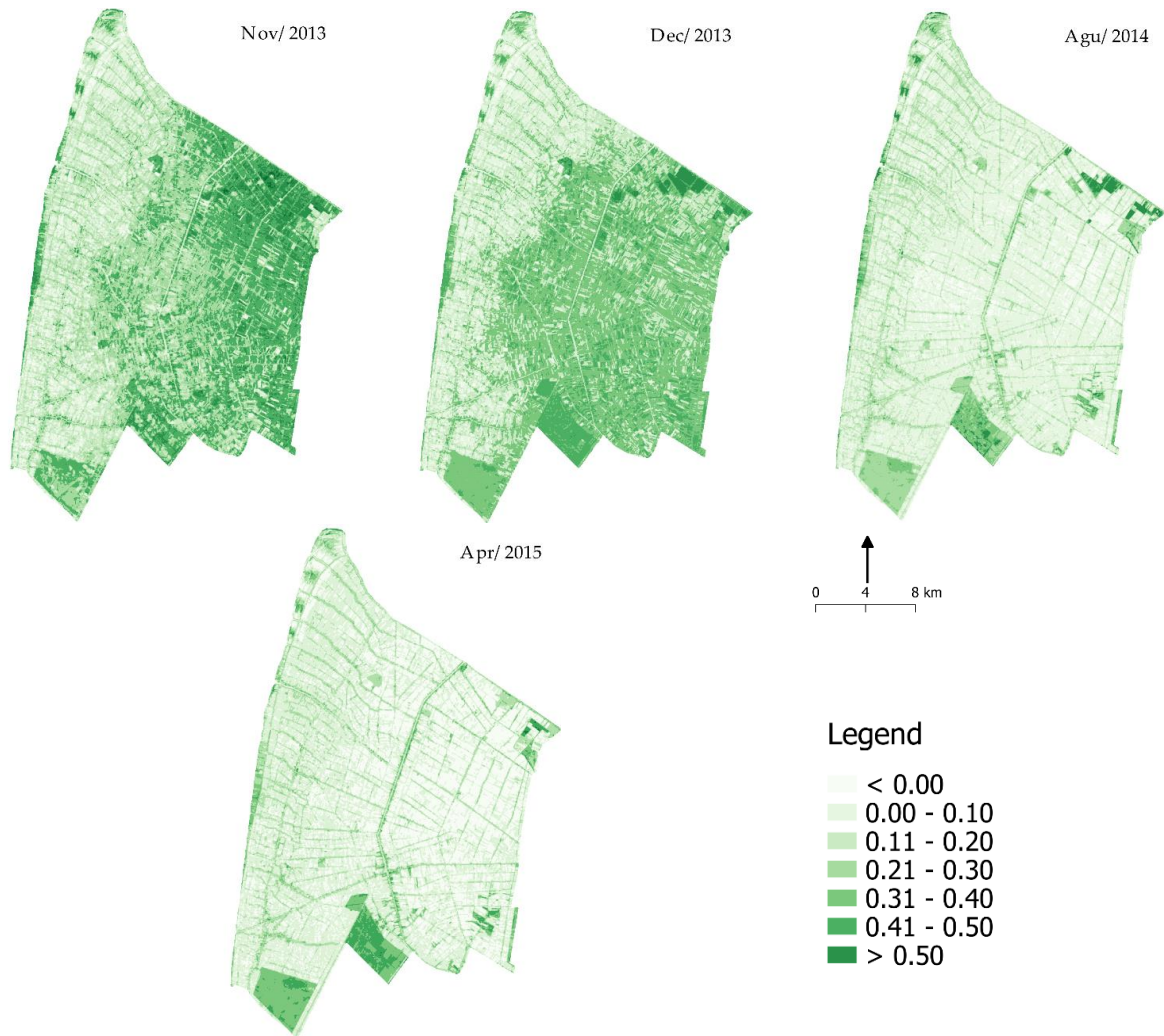 Nov/ 2013
Dec/ 2013
Agu/ 2014
Apr/ 2015
0 4 8 km
Legend
< 0.00
0.00 - 0.10
0.11 - 0.20
0.21 - 0.30
0.31 - 0.40
0.41 - 0.50
> 0.50